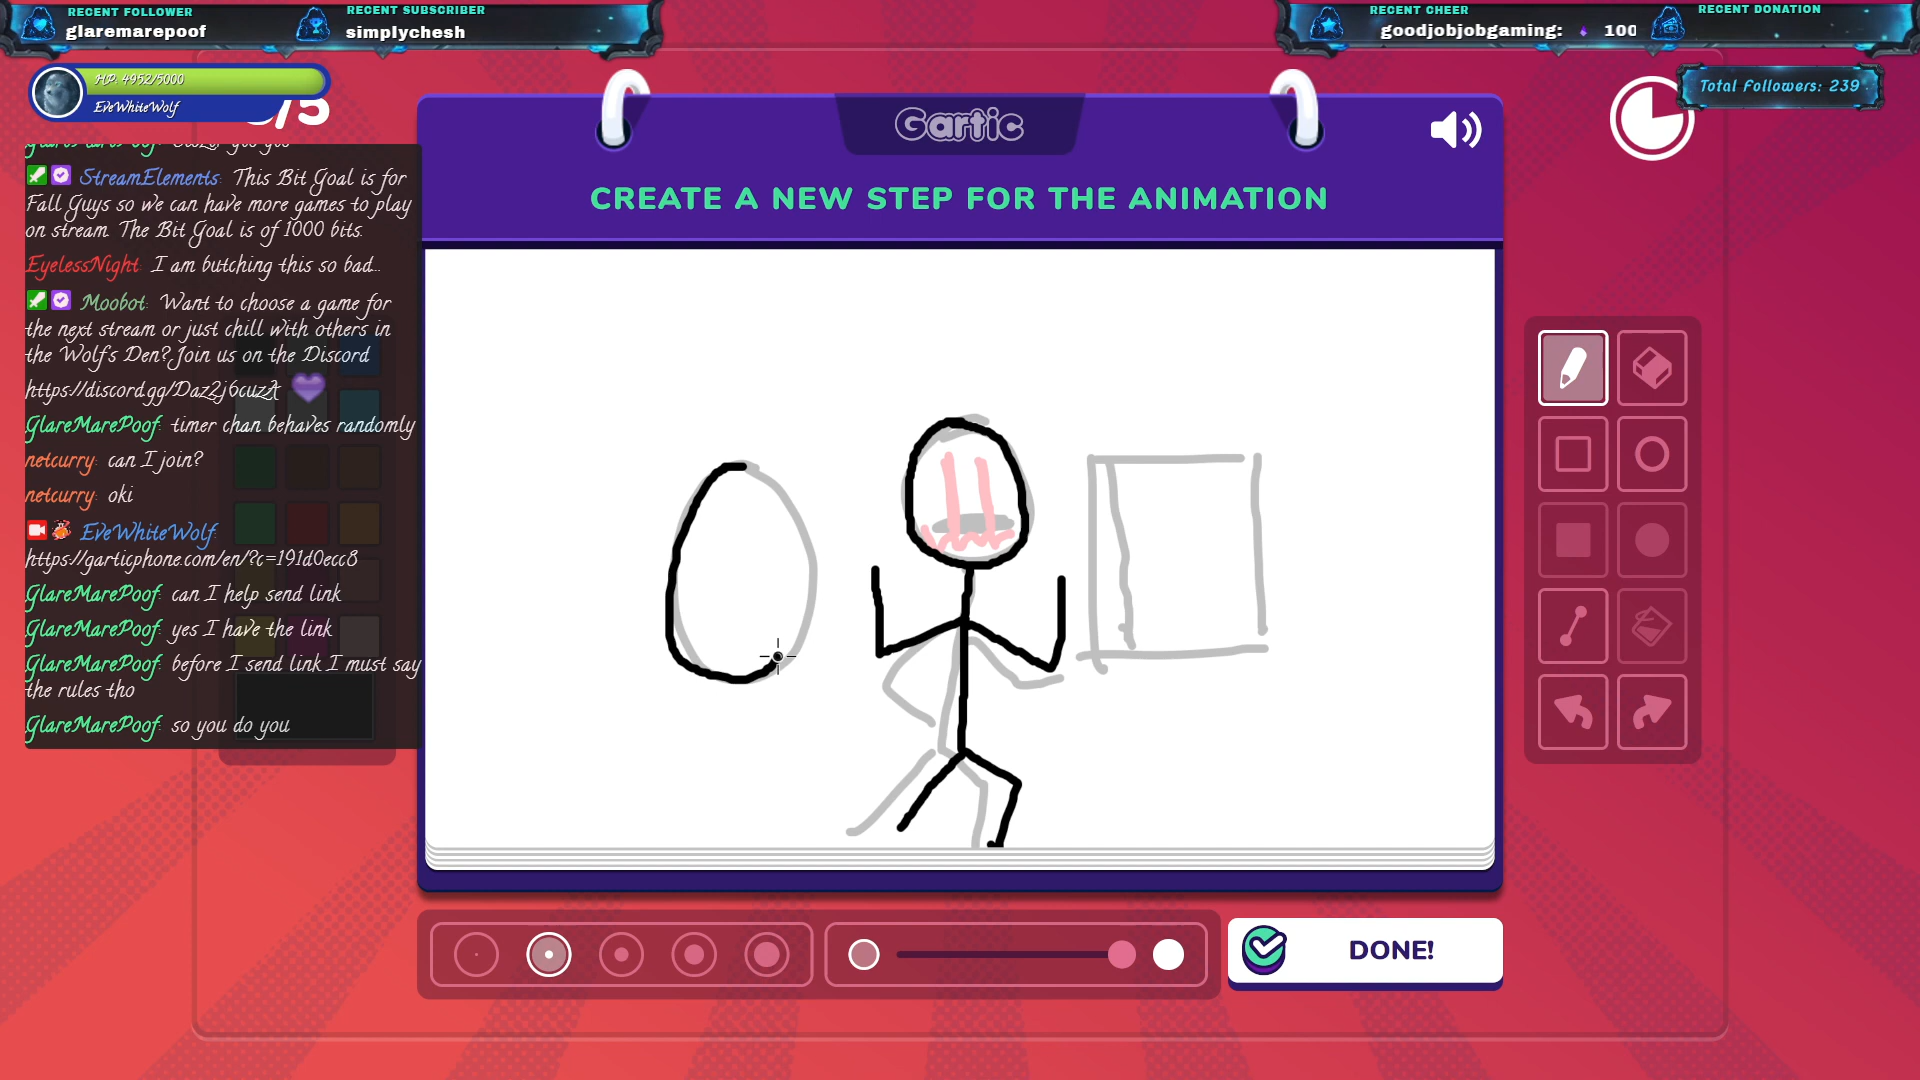 RECENT FOLLOWER
glaremarepoof
RECENT SUBSCRIBER
simplychesh
RECENT CHEER
goodjobjobgaming: 100
RECENT DONATION
HP: 4952/5000
EveWhiteWolf
/5
Total Followers: 239
Gartic
CREATE A NEW STEP FOR THE ANIMATION
StreamElements: This Bit Goal is for
Fall Guys so we can have more games to play
on stream. The Bit Goal is of 1000 bits.
EyelessNight: I am butching this so bad...
Moobot: Want to choose a game for
the next stream or just chill with others in
the Wolf's Den? Join us on the Discord
https://discord.gg/Daz2j6cuzA
GlareMarePoof: timer chan behaves randomly
netcurry: can I join?
netcurry: oki
EveWhiteWolf:
https://garticphone.com/en/?c=191d0ecc8
GlareMarePoof: can I help send link
GlareMarePoof: yes I have the link
GlareMarePoof: before I send link I must say
the rules tho
GlareMarePoof: so you do you
DONE!